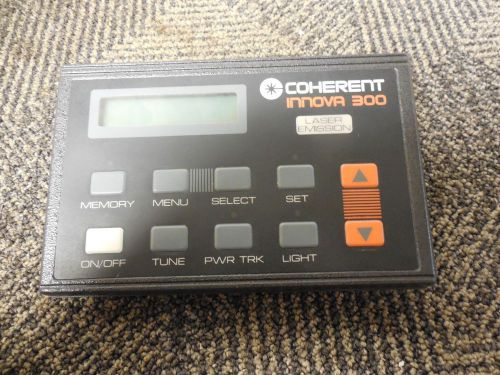 COHERENT
INNOVA 300
LASER
EMISSION
MEMORY MENU SELECT SET
ON/OFF TUNE PWR TRK LIGHT